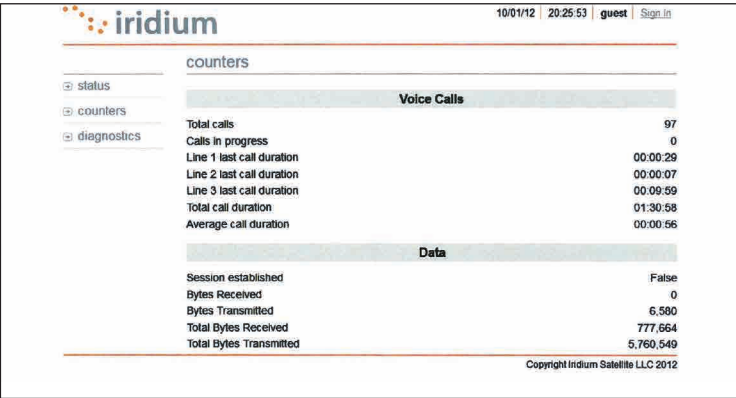 iridium
10/01/12 20:25:53 guest Sign In
status
counters
diagnostics
counters
Voice Calls
Total calls 97
Calls in progress 0
Line 1 last call duration 00:00:29
Line 2 last call duration 00:00:07
Line 3 last call duration 00:09:59
Total call duration 01:30:58
Average call duration 00:00:56
Data
Session established False
Bytes Received 0
Bytes Transmitted 6,580
Total Bytes Received 777,664
Total Bytes Transmitted 5,760,549
Copyright Iridium Satellite LLC 2012